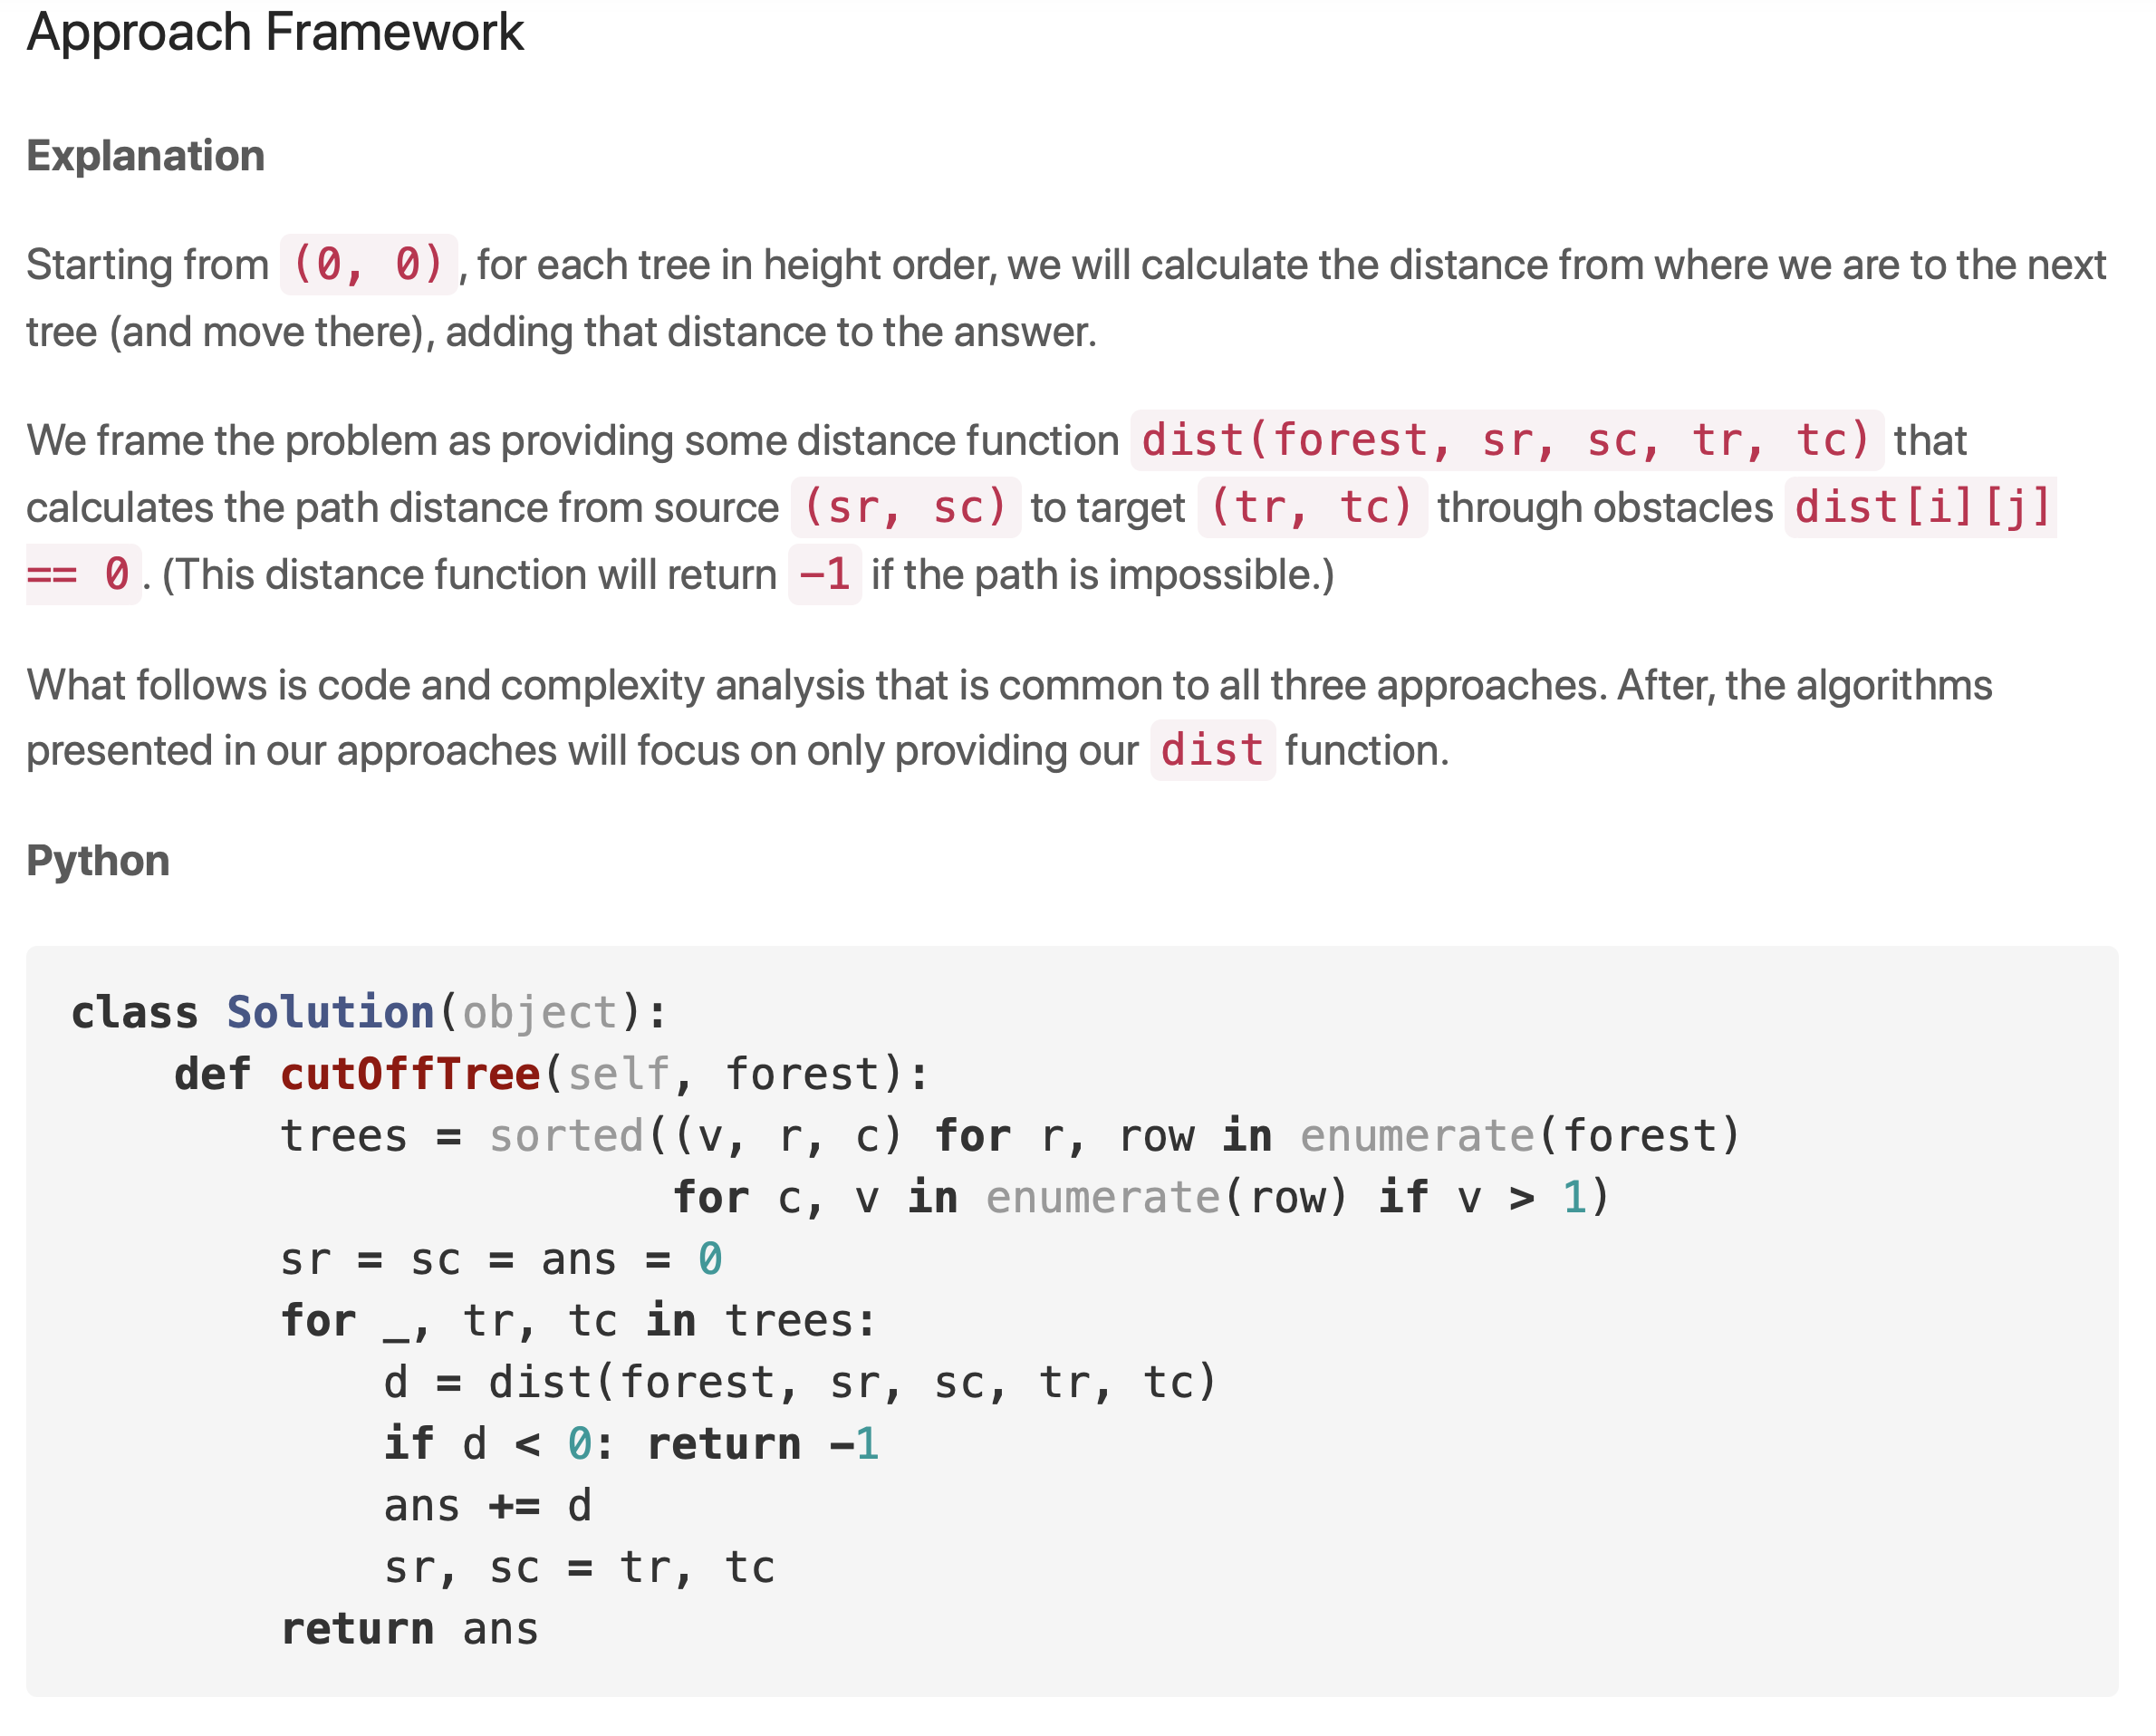 Approach Framework
Explanation
Starting from (0, 0), for each tree in height order, we will calculate the distance from where we are to the next
tree (and move there), adding that distance to the answer.
We frame the problem as providing some distance function dist(forest, sr, sc, tr, tc) that
calculates the path distance from source (sr, sc) to target (tr, tc) through obstacles dist[i][j]
== 0. (This distance function will return -1 if the path is impossible.)
What follows is code and complexity analysis that is common to all three approaches. After, the algorithms
presented in our approaches will focus on only providing our dist function.
Python
class Solution(object):
    def cutOffTree(self, forest):
        trees = sorted((v, r, c) for r, row in enumerate(forest)
                       for c, v in enumerate(row) if v > 1)
        sr = sc = ans = 0
        for _, tr, tc in trees:
            d = dist(forest, sr, sc, tr, tc)
            if d < 0: return -1
            ans += d
            sr, sc = tr, tc
        return ans